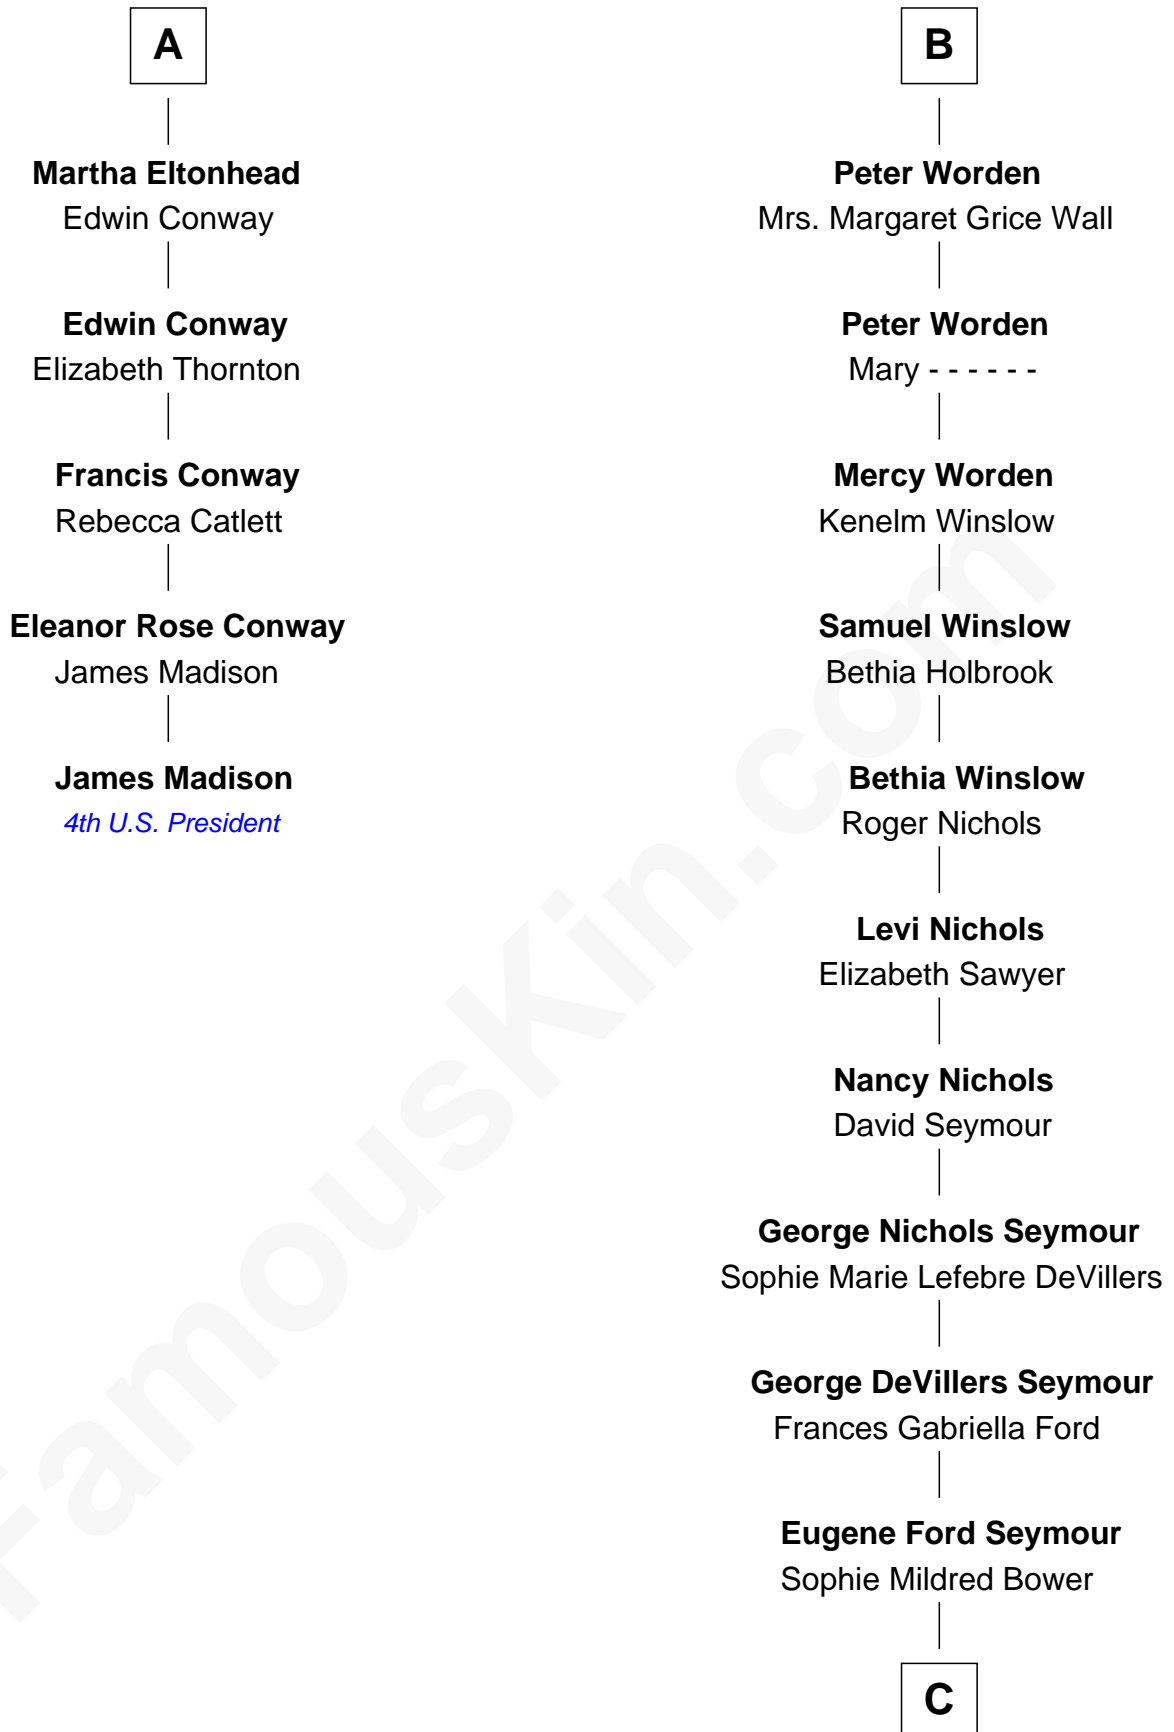 A
Martha Eltonhead
Edwin Conway
Edwin Conway
Elizabeth Thornton
Francis Conway
Rebecca Catlett
Eleanor Rose Conway
James Madison
James Madison
4th U.S. President
B
Peter Worden
Mrs. Margaret Grice Wall
Peter Worden
Mary - - - - - -
Mercy Worden
Kenelm Winslow
Samuel Winslow
Bethia Holbrook
Bethia Winslow
Roger Nichols
Levi Nichols
Elizabeth Sawyer
Nancy Nichols
David Seymour
George Nichols Seymour
Sophie Marie Lefebre DeVillers
George DeVillers Seymour
Frances Gabriella Ford
Eugene Ford Seymour
Sophie Mildred Bower
C
FamousKin.com